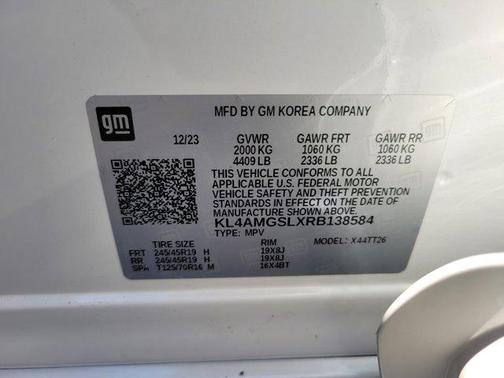 gm
MFD BY GM KOREA COMPANY
12/23 GVWR GAWR FRT GAWR RR
2000 KG 1060 KG 1060 KG
4409 LB 2336 LB 2336 LB
THIS VEHICLE CONFORMS TO ALL
APPLICABLE U.S. FEDERAL MOTOR
VEHICLE SAFETY AND THEFT PREVENTION
STANDARDS IN EFFECT ON THE DATE OF
MANUFACTURE SHOWN ABOVE.
KL4AMGSLXRB138584
TYPE: MPV MODEL: X44TT26
TIRE SIZE RIM
FRT 245/45R19 H 19X8J
RR 245/45R19 H 19X8J
SPA T125/70R16 M 16X4BT